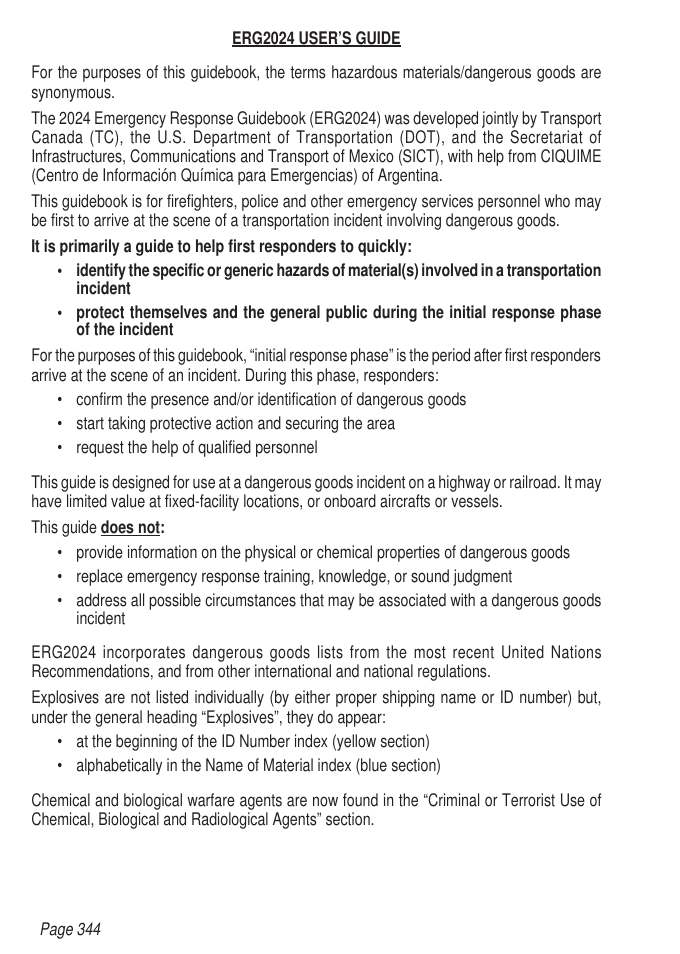 ERG2024 USER'S GUIDE
For the purposes of this guidebook, the terms hazardous materials/dangerous goods are
synonymous.
The 2024 Emergency Response Guidebook (ERG2024) was developed jointly by Transport
Canada (TC), the U.S. Department of Transportation (DOT), and the Secretariat of
Infrastructures, Communications and Transport of Mexico (SICT), with help from CIQUIME
(Centro de Información Química para Emergencias) of Argentina.
This guidebook is for firefighters, police and other emergency services personnel who may
be first to arrive at the scene of a transportation incident involving dangerous goods.
It is primarily a guide to help first responders to quickly:
• identify the specific or generic hazards of material(s) involved in a transportation
incident
• protect themselves and the general public during the initial response phase
of the incident
For the purposes of this guidebook, “initial response phase” is the period after first responders
arrive at the scene of an incident. During this phase, responders:
• confirm the presence and/or identification of dangerous goods
• start taking protective action and securing the area
• request the help of qualified personnel
This guide is designed for use at a dangerous goods incident on a highway or railroad. It may
have limited value at fixed-facility locations, or onboard aircrafts or vessels.
This guide does not:
• provide information on the physical or chemical properties of dangerous goods
• replace emergency response training, knowledge, or sound judgment
• address all possible circumstances that may be associated with a dangerous goods
incident
ERG2024 incorporates dangerous goods lists from the most recent United Nations
Recommendations, and from other international and national regulations.
Explosives are not listed individually (by either proper shipping name or ID number) but,
under the general heading “Explosives”, they do appear:
• at the beginning of the ID Number index (yellow section)
• alphabetically in the Name of Material index (blue section)
Chemical and biological warfare agents are now found in the “Criminal or Terrorist Use of
Chemical, Biological and Radiological Agents” section.
Page 344